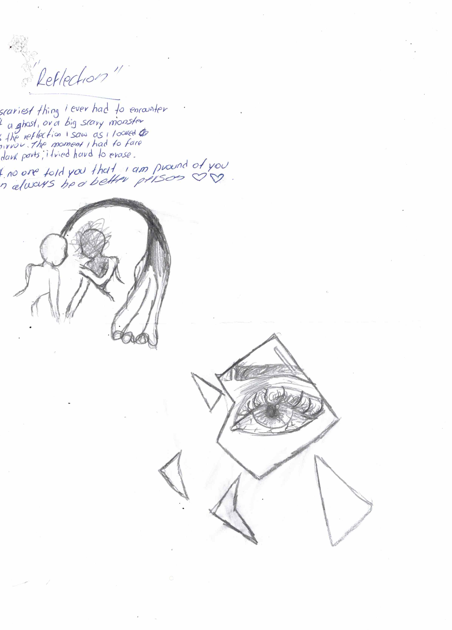 "Reflection"
scariest thing i ever had to encounter
a ghost, or a big scary monster
the reflection i saw as i looked
mirror. The moment i had to face
dark parts, i tried hard to erase.
no one told you that i am pround of you
n always be a better prison ♡♡